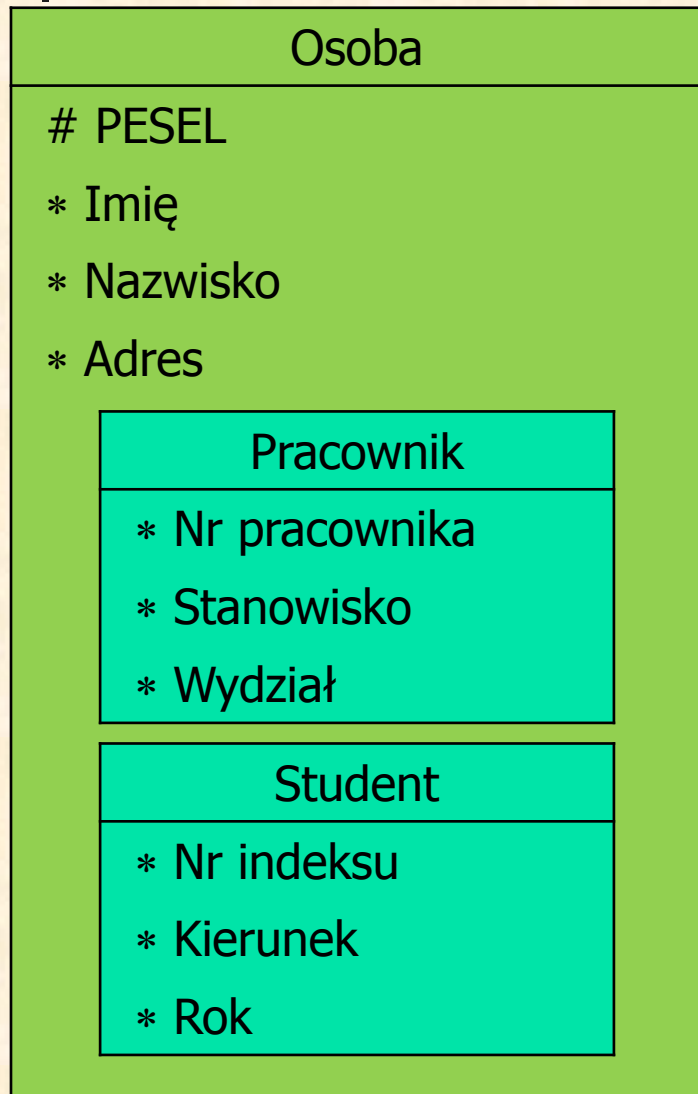 Osoba
# PESEL
* Imię
* Nazwisko
* Adres
Pracownik
* Nr pracownika
* Stanowisko
* Wydział
Student
* Nr indeksu
* Kierunek
* Rok